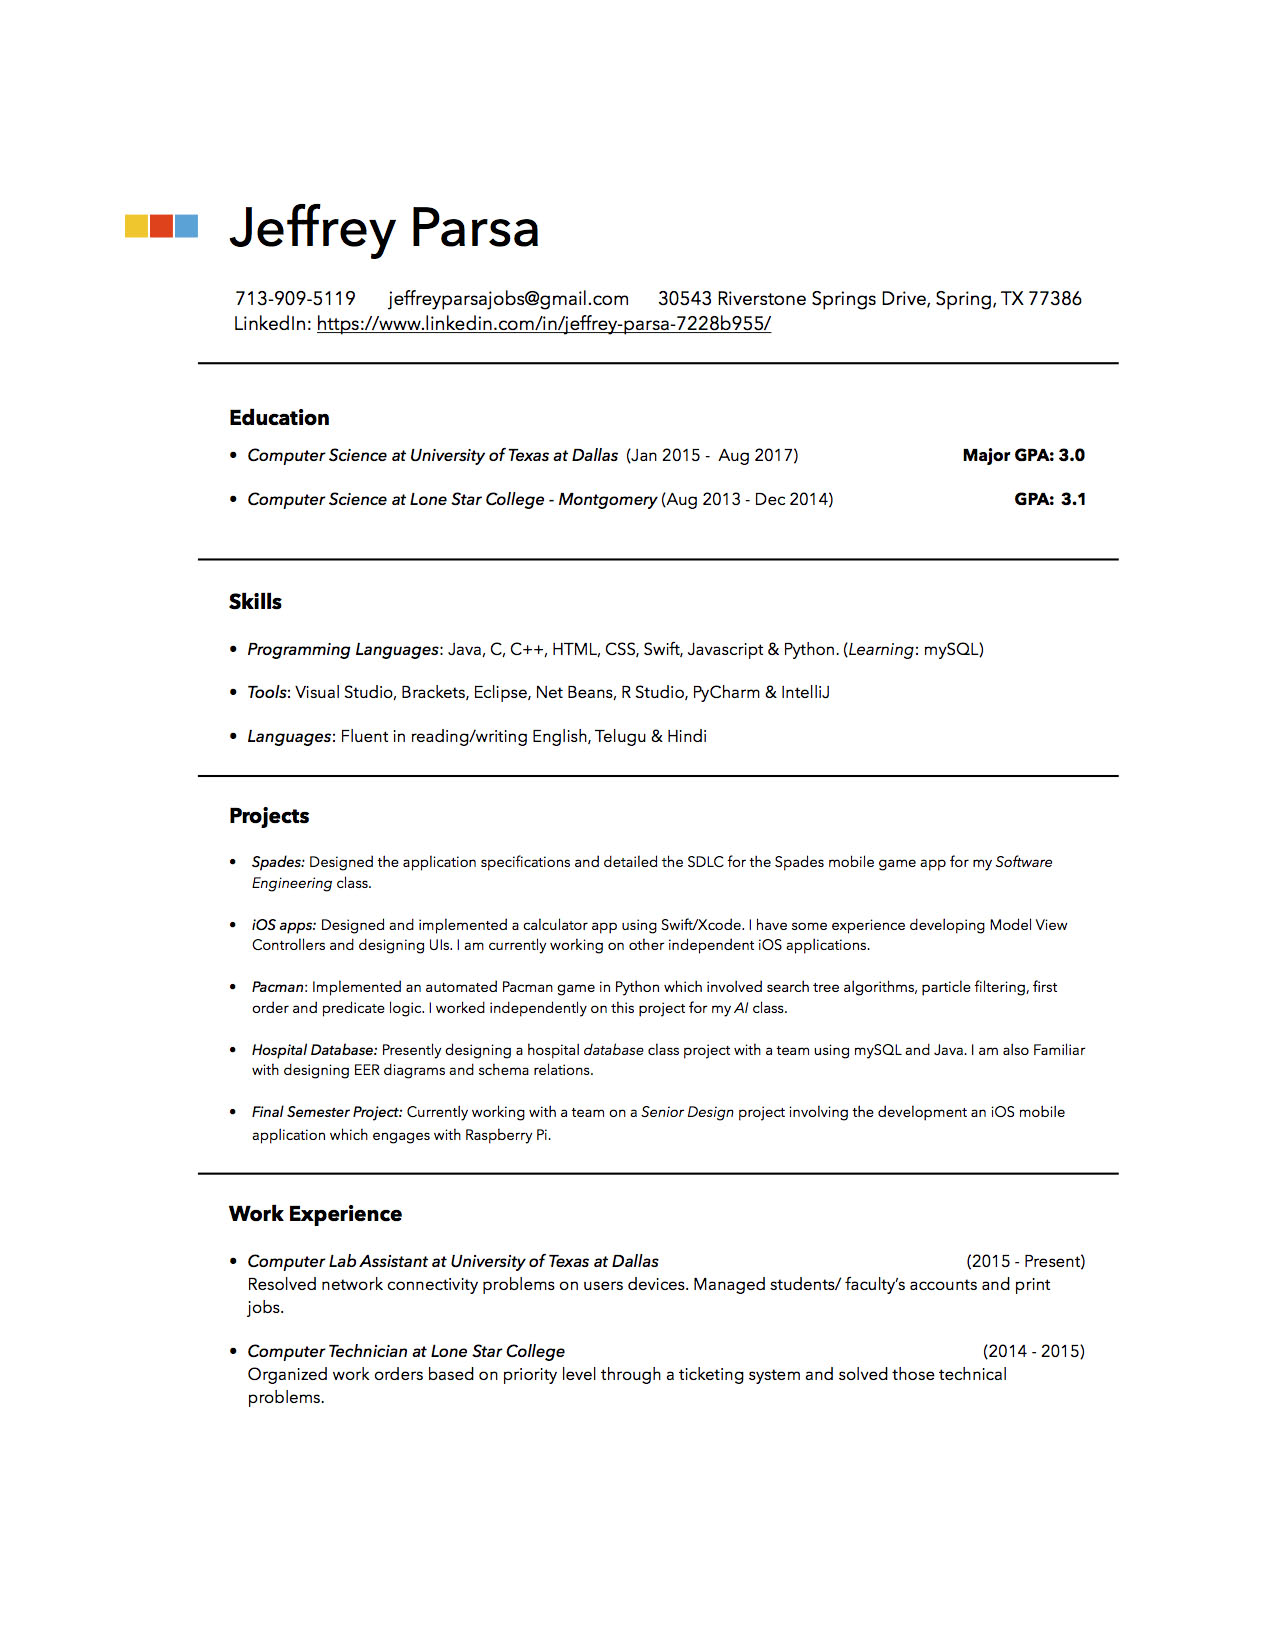 Jeffrey Parsa
713-909-5119 jeffreyparsajobs@gmail.com 30543 Riverstone Springs Drive, Spring, TX 77386
LinkedIn: https://www.linkedin.com/in/jeffrey-parsa-7228b955/
Education
• Computer Science at University of Texas at Dallas (Jan 2015 - Aug 2017) Major GPA: 3.0
• Computer Science at Lone Star College - Montgomery (Aug 2013 - Dec 2014) GPA: 3.1
Skills
• Programming Languages: Java, C, C++, HTML, CSS, Swift, Javascript & Python. (Learning: mySQL)
• Tools: Visual Studio, Brackets, Eclipse, Net Beans, R Studio, PyCharm & IntelliJ
• Languages: Fluent in reading/writing English, Telugu & Hindi
Projects
• Spades: Designed the application specifications and detailed the SDLC for the Spades mobile game app for my Software
Engineering class.
• iOS apps: Designed and implemented a calculator app using Swift/Xcode. I have some experience developing Model View
Controllers and designing UIs. I am currently working on other independent iOS applications.
• Pacman: Implemented an automated Pacman game in Python which involved search tree algorithms, particle filtering, first
order and predicate logic. I worked independently on this project for my AI class.
• Hospital Database: Presently designing a hospital database class project with a team using mySQL and Java. I am also Familiar
with designing EER diagrams and schema relations.
• Final Semester Project: Currently working with a team on a Senior Design project involving the development an iOS mobile
application which engages with Raspberry Pi.
Work Experience
• Computer Lab Assistant at University of Texas at Dallas (2015 - Present)
Resolved network connectivity problems on users devices. Managed students/ faculty’s accounts and print
jobs.
• Computer Technician at Lone Star College (2014 - 2015)
Organized work orders based on priority level through a ticketing system and solved those technical
problems.